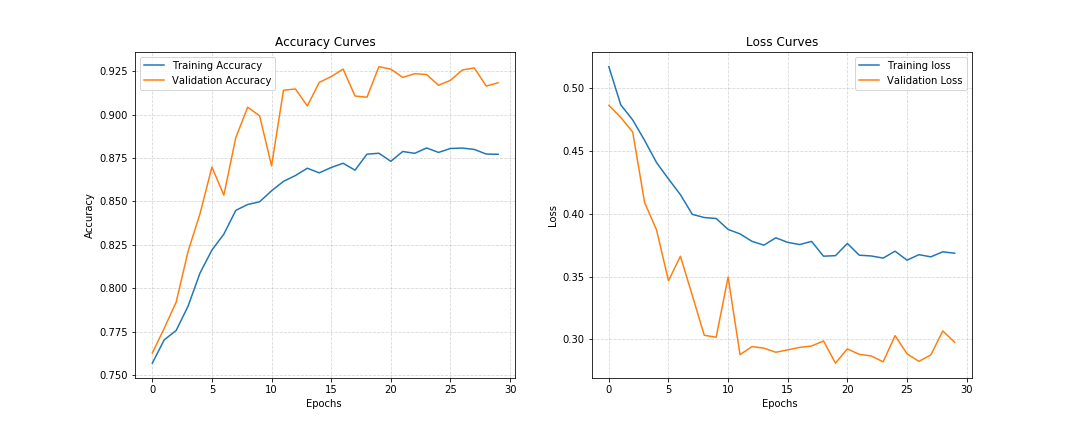 Accuracy Curves
Training Accuracy
Validation Accuracy
Accuracy
0.925
0.900
0.875
0.850
0.825
0.800
0.775
0.750
0 5 10 15 20 25 30
Epochs
Loss Curves
Training loss
Validation Loss
Loss
0.50
0.45
0.40
0.35
0.30
0 5 10 15 20 25 30
Epochs